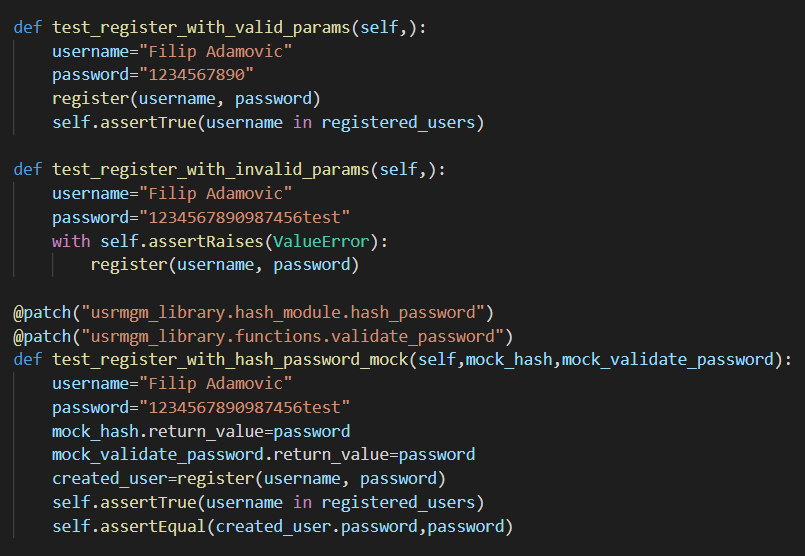 def test_register_with_valid_params(self,):
    username="Filip Adamovic"
    password="1234567890"
    register(username, password)
    self.assertTrue(username in registered_users)

def test_register_with_invalid_params(self,):
    username="Filip Adamovic"
    password="1234567890987456test"
    with self.assertRaises(ValueError):
        register(username, password)

@patch("usrmgm_library.hash_module.hash_password")
@patch("usrmgm_library.functions.validate_password")
def test_register_with_hash_password_mock(self,mock_hash,mock_validate_password):
    username="Filip Adamovic"
    password="1234567890987456test"
    mock_hash.return_value=password
    mock_validate_password.return_value=password
    created_user=register(username, password)
    self.assertTrue(username in registered_users)
    self.assertEqual(created_user.password,password)